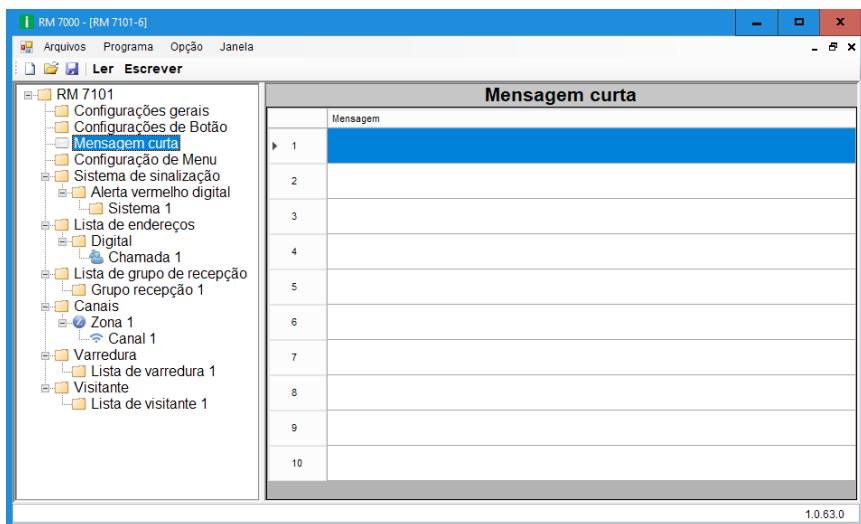 RM 7000 - [RM 7101-6]
Arquivos Programa Opção Janela
Ler Escrever
RM 7101
Configurações gerais
Configurações de Botão
Mensagem curta
Configuração de Menu
Sistema de sinalização
Alerta vermelho digital
Sistema 1
Lista de endereços
Digital
Chamada 1
Lista de grupo de recepção
Grupo recepção 1
Canais
Zona 1
Canal 1
Varredura
Lista de varredura 1
Visitante
Lista de visitante 1
Mensagem curta
Mensagem
1
2
3
4
5
6
7
8
9
10
1.0.63.0